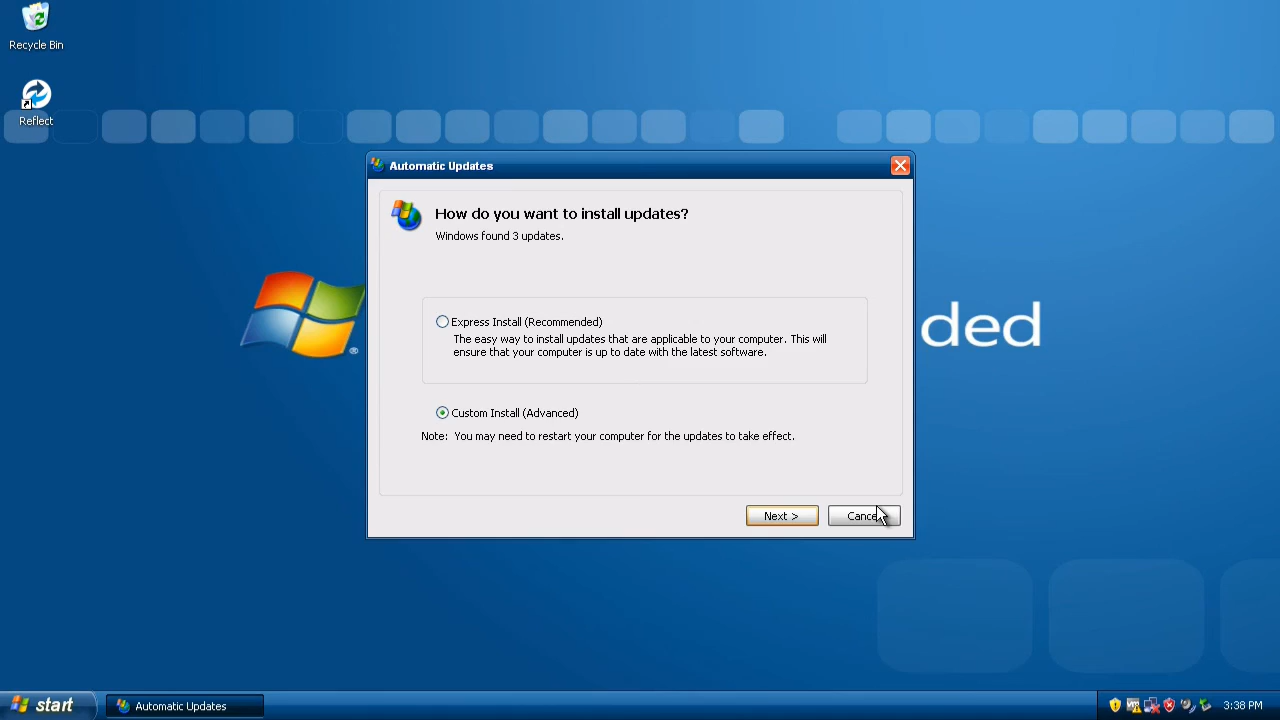 Recycle Bin
Reflect
Automatic Updates
How do you want to install updates?
Windows found 3 updates.
Express Install (Recommended)
The easy way to install updates that are applicable to your computer. This will
ensure that your computer is up to date with the latest software.
ded
Custom Install (Advanced)
Note: You may need to restart your computer for the updates to take effect.
Next >
Cancel
start
Automatic Updates
3:38 PM